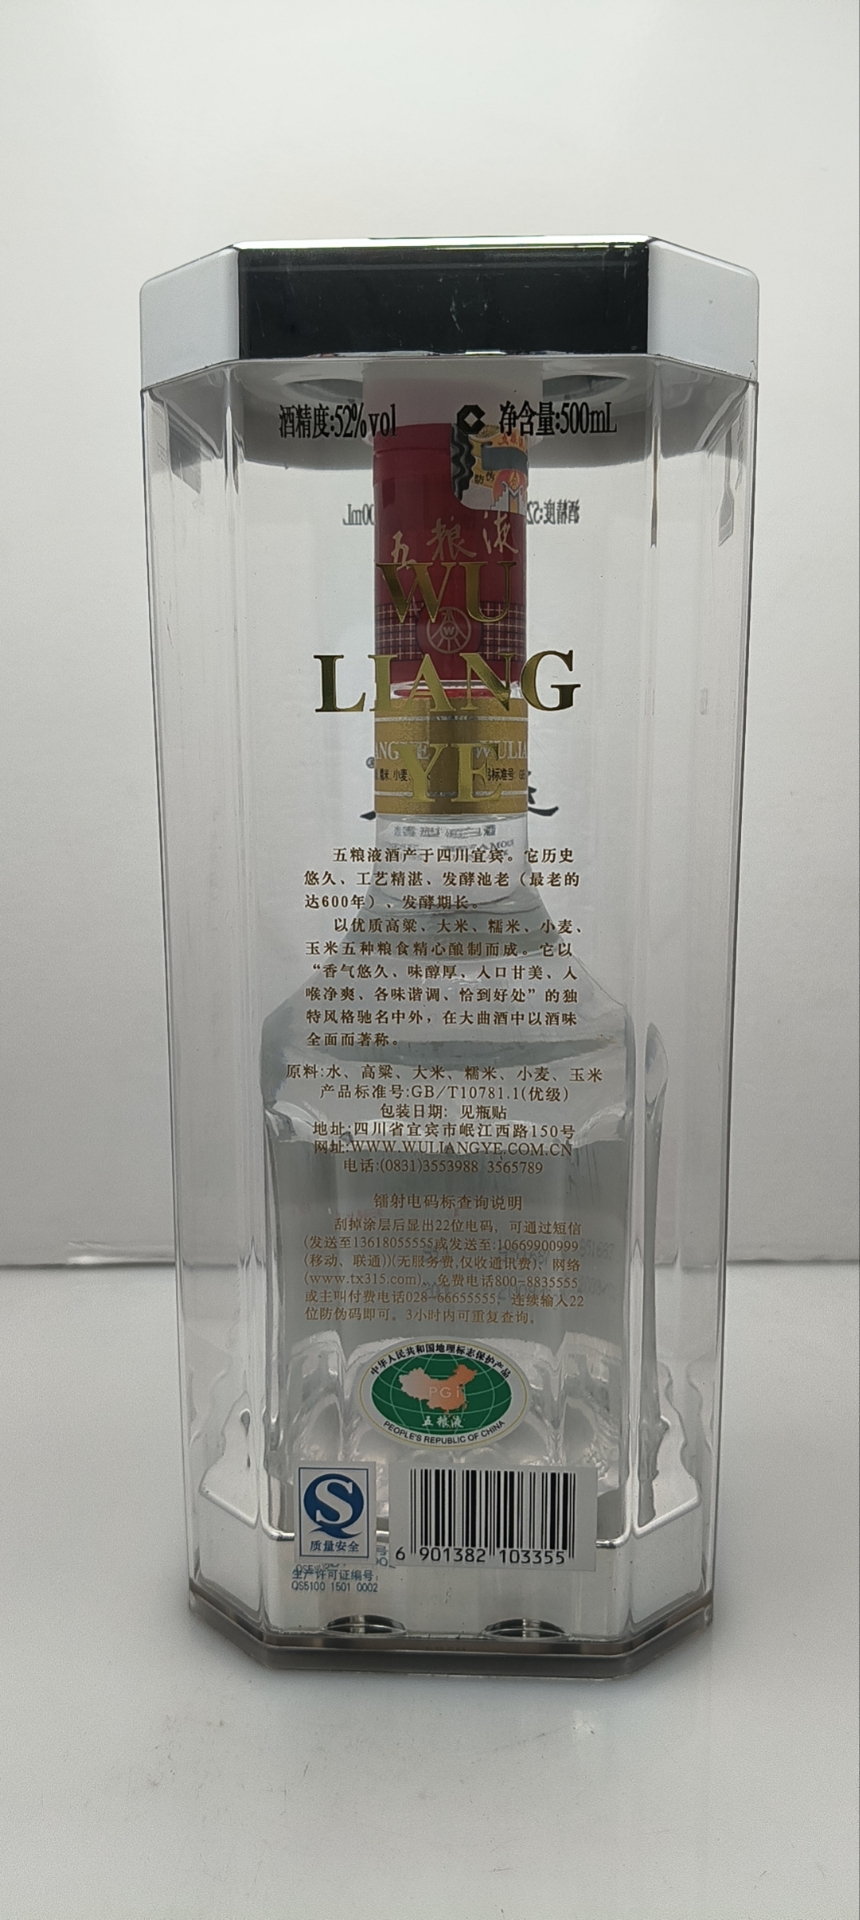 酒精度:52%vol
净含量:500mL
五粮液
WU
LIANG
YE
五粮液酒产于四川宜宾。它历史
悠久、工艺精湛、发酵池老（最老的
达600年）、发酵期长。
以优质高粱、大米、糯米、小麦、
玉米五种粮食精心酿制而成。它以
“香气悠久、味醇厚、入口甘美、入
喉净爽、各味谐调、恰到好处”的独
特风格驰名中外，在大曲酒中以酒味
全面而著称。
原料:水、高粱、大米、糯米、小麦、玉米
产品标准号:GB/T10781.1(优级)
包装日期: 见瓶贴
地址:四川省宜宾市岷江西路150号
网址:WWW.WULIANGYE.COM.CN
电话:(0831)3553988 3565789
镭射电码标查询说明
刮掉涂层后显出22位电码，可通过短信
(发送至13618055555或发送至:10669900999
(移动、联通))(无服务费,仅收通讯费)；网络
(www.tx315.com)、免费电话800-8835555
或主叫付费电话028-66655555，连续输入22
位防伪码即可。3小时内可重复查询。
中华人民共和国地理标志保护产品
PGI
五粮液
PEOPLE'S REPUBLIC OF CHINA
质量安全
6 901382 103355
生产许可证编号:
QS5100 1501 0002